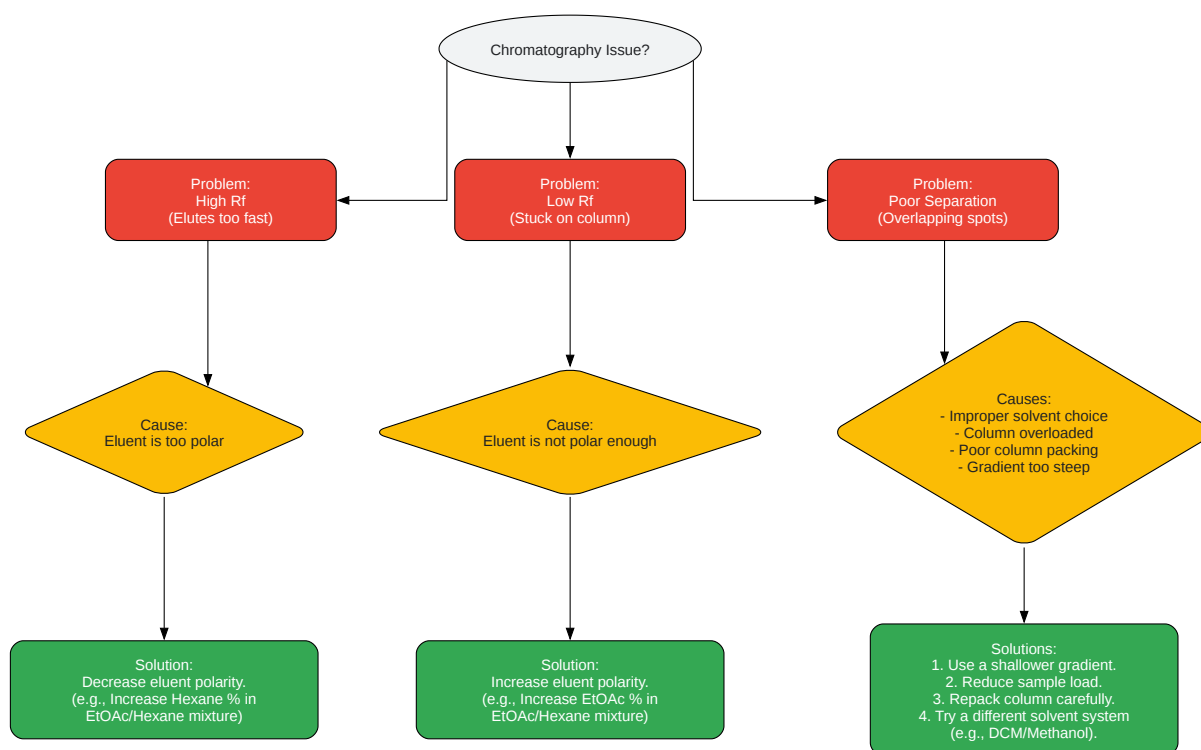 Chromatography Issue?
Problem:
High Rf
(Elutes too fast)
Problem:
Low Rf
(Stuck on column)
Problem:
Poor Separation
(Overlapping spots)
Cause:
Eluent is too polar
Cause:
Eluent is not polar enough
Causes:
- Improper solvent choice
- Column overloaded
- Poor column packing
- Gradient too steep
Solution:
Decrease eluent polarity.
(e.g., Increase Hexane % in
EtOAc/Hexane mixture)
Solution:
Increase eluent polarity.
(e.g., Increase EtOAc % in
EtOAc/Hexane mixture)
Solutions:
1. Use a shallower gradient.
2. Reduce sample load.
3. Repack column carefully.
4. Try a different solvent system
(e.g., DCM/Methanol).